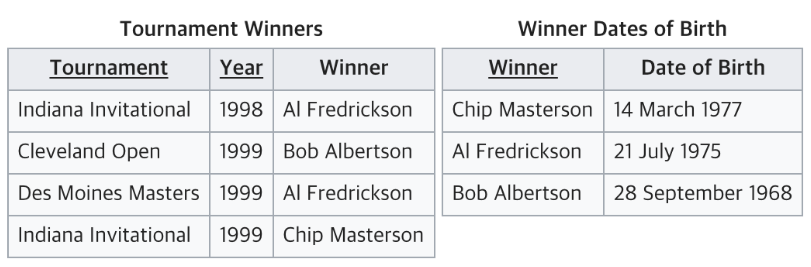 Tournament Winners
Tournament Year Winner
Indiana Invitational 1998 Al Fredrickson
Cleveland Open 1999 Bob Albertson
Des Moines Masters 1999 Al Fredrickson
Indiana Invitational 1999 Chip Masterson
Winner Dates of Birth
Winner Date of Birth
Chip Masterson 14 March 1977
Al Fredrickson 21 July 1975
Bob Albertson 28 September 1968